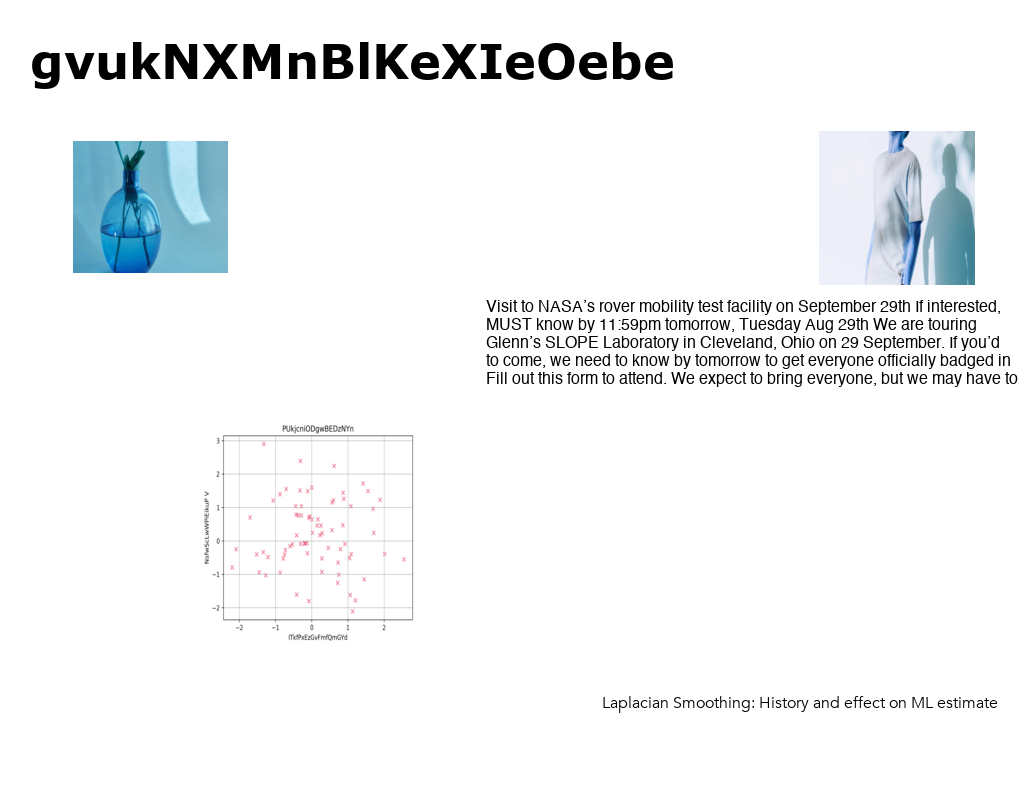 gvukNXMnBlKeXIeOebe
Visit to NASA’s rover mobility test facility on September 29th If interested,
MUST know by 11:59pm tomorrow, Tuesday Aug 29th We are touring
Glenn’s SLOPE Laboratory in Cleveland, Ohio on 29 September. If you’d
to come, we need to know by tomorrow to get everyone officially badged in
Fill out this form to attend. We expect to bring everyone, but we may have to
PUkjcniODgwBEDzNYn
3
2
1
0
−1
−2
−2 −1 0 1 2
Laplacian Smoothing: History and effect on ML estimate